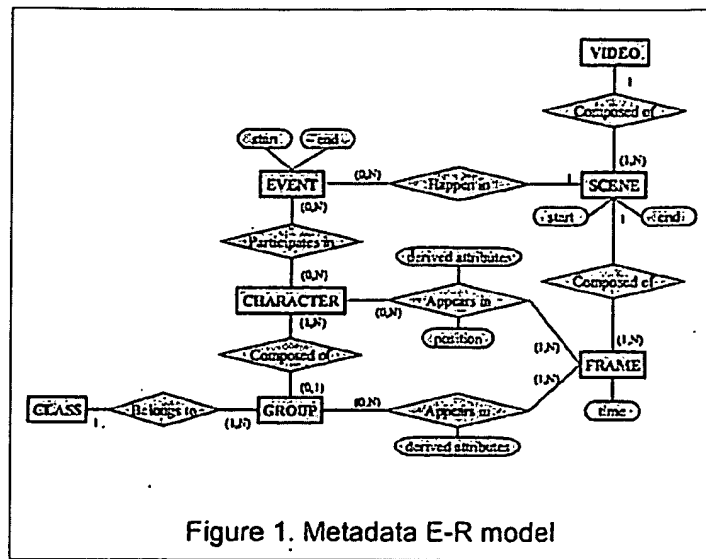 VIDEO
1
Composed of
(1,N)
start
end
EVENT
(0,N)
Happen in
1
SCENE
start
end
1
(0,N)
Participates in
(0,N)
CHARACTER
(0,N)
derived attributes
Appears in
position
(1,N)
Composed of
(1,N)
FRAME
time
(1,N)
Composed of
(0,1)
GROUP
(0,N)
Appears in
derived attributes
(1,N)
CLASS
1
Belongs to
(1,N)
Figure 1. Metadata E-R model